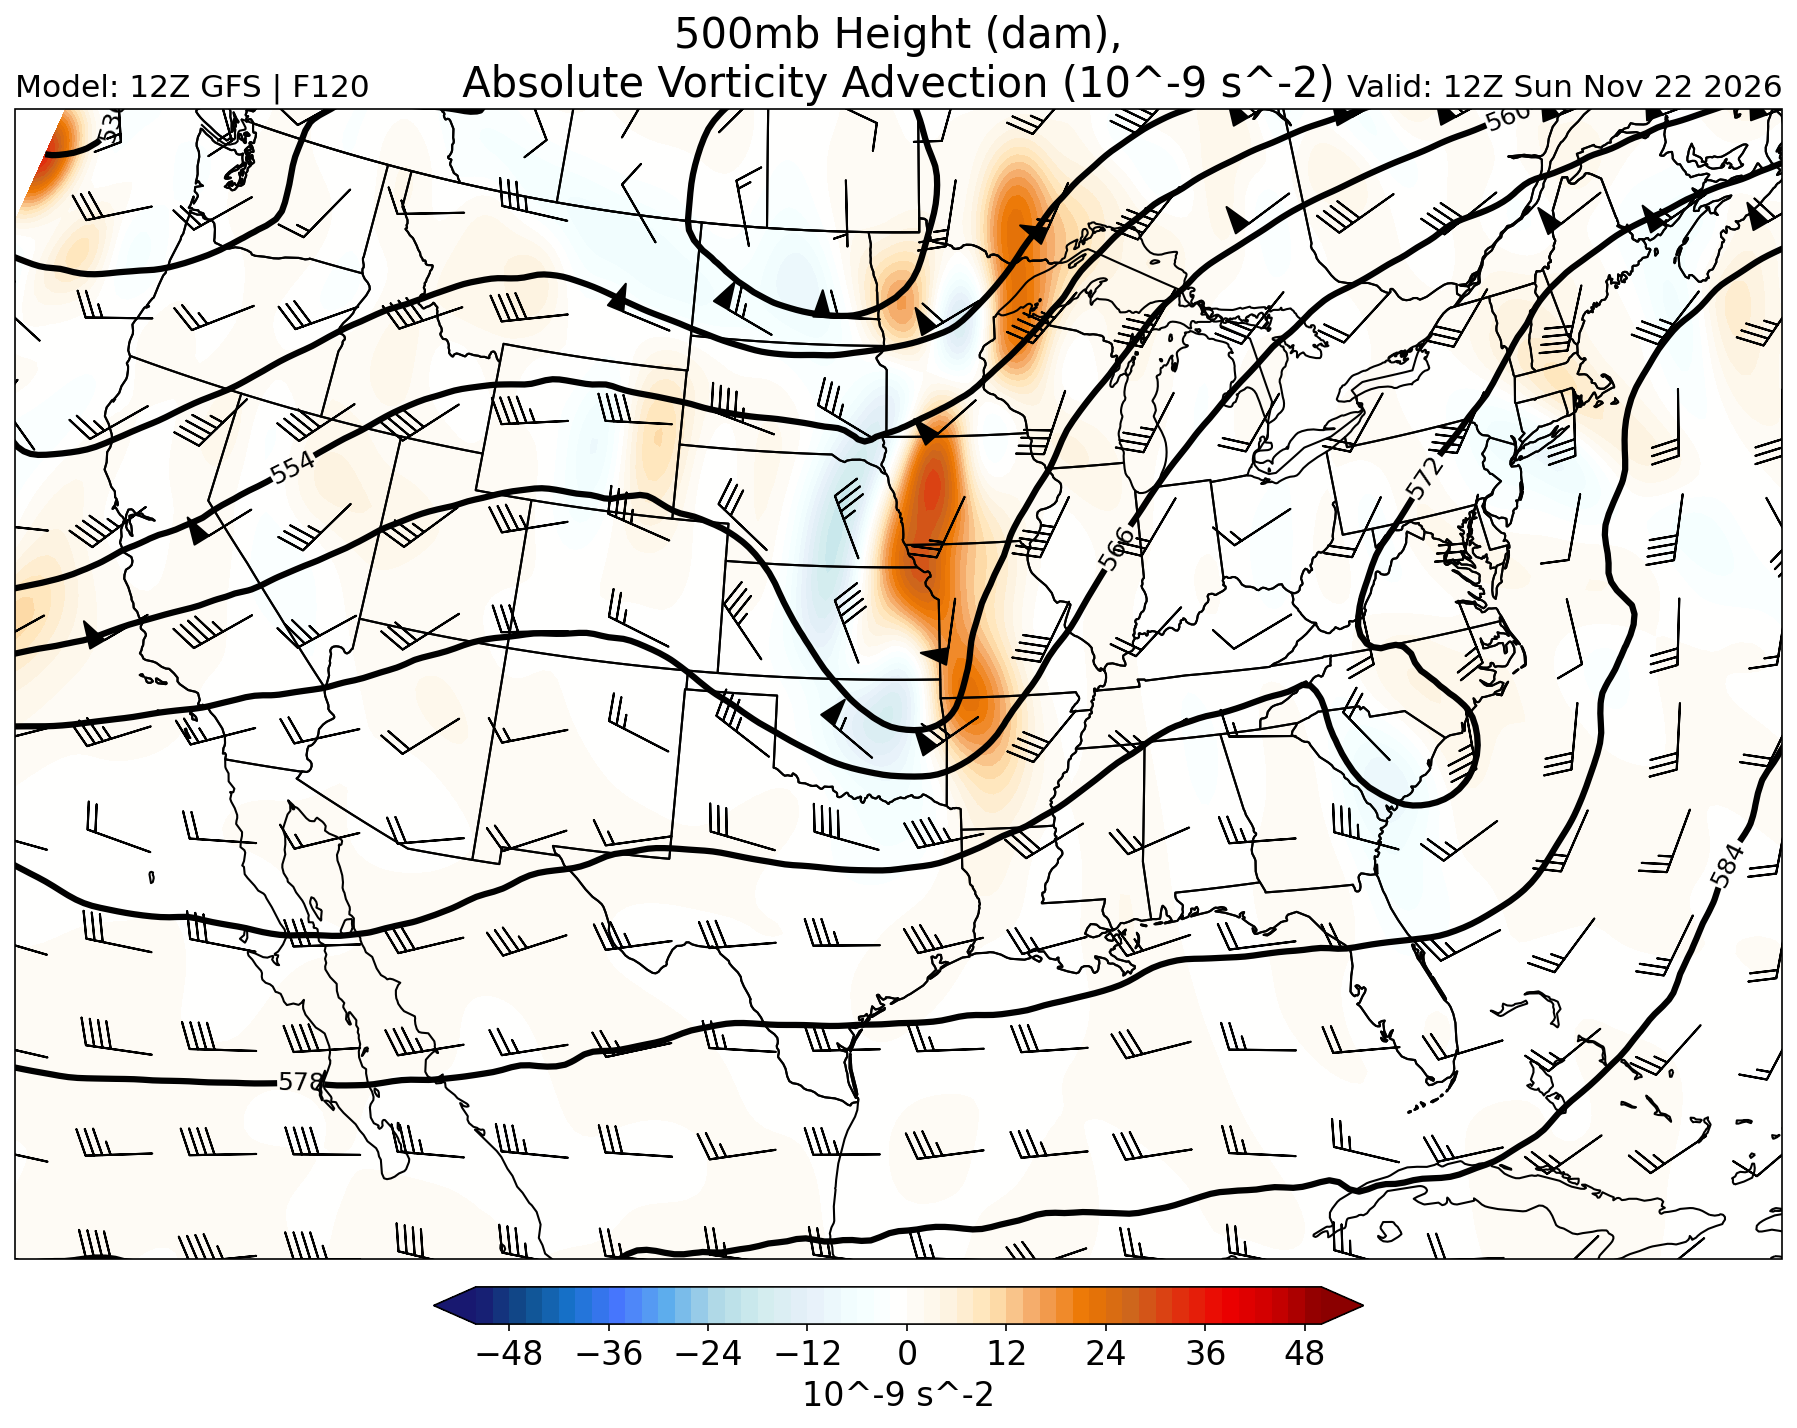 500mb Height (dam),
Model: 12Z GFS | F120
Absolute Vorticity Advection (10^-9 s^-2)
Valid: 12Z Sun Nov 22 2026
560
554
572
566
584
578
−48 −36 −24 −12 0 12 24 36 48
10^-9 s^-2